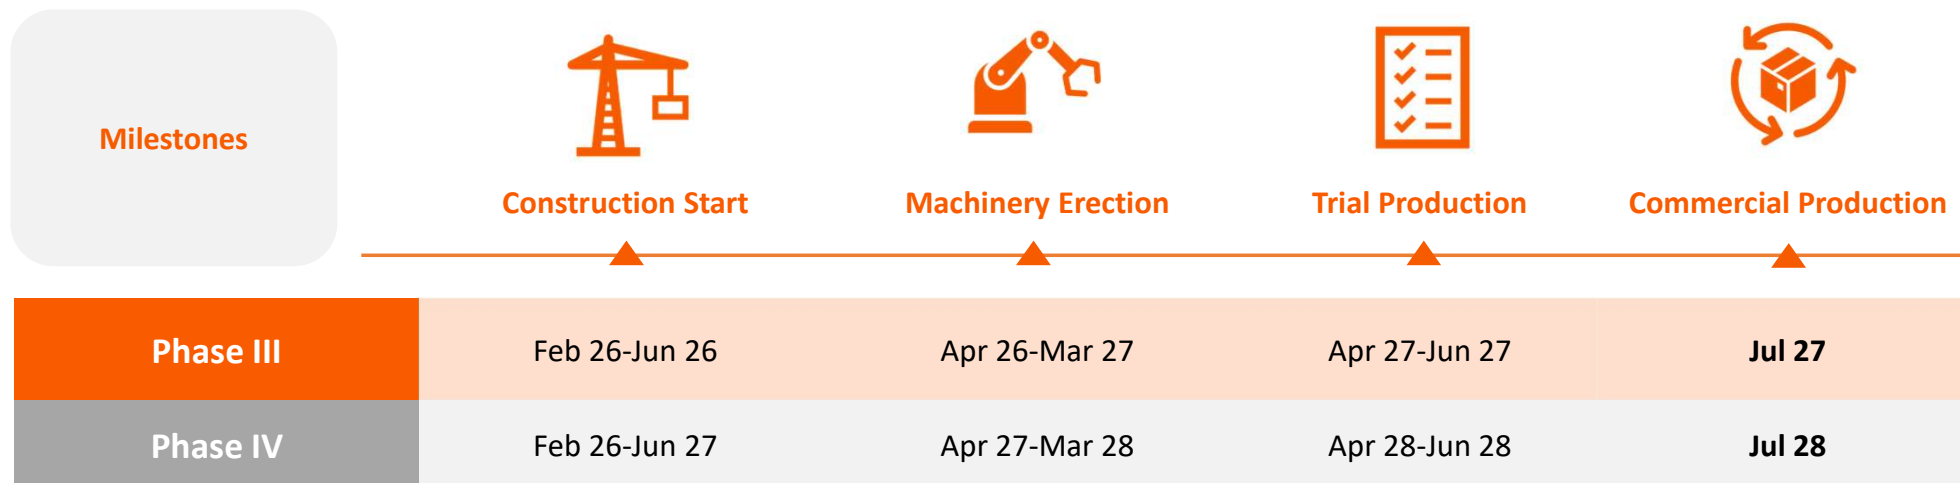 Milestones
Construction Start
Machinery Erection
Trial Production
Commercial Production
Phase III
Feb 26-Jun 26
Apr 26-Mar 27
Apr 27-Jun 27
Jul 27
Phase IV
Feb 26-Jun 27
Apr 27-Mar 28
Apr 28-Jun 28
Jul 28